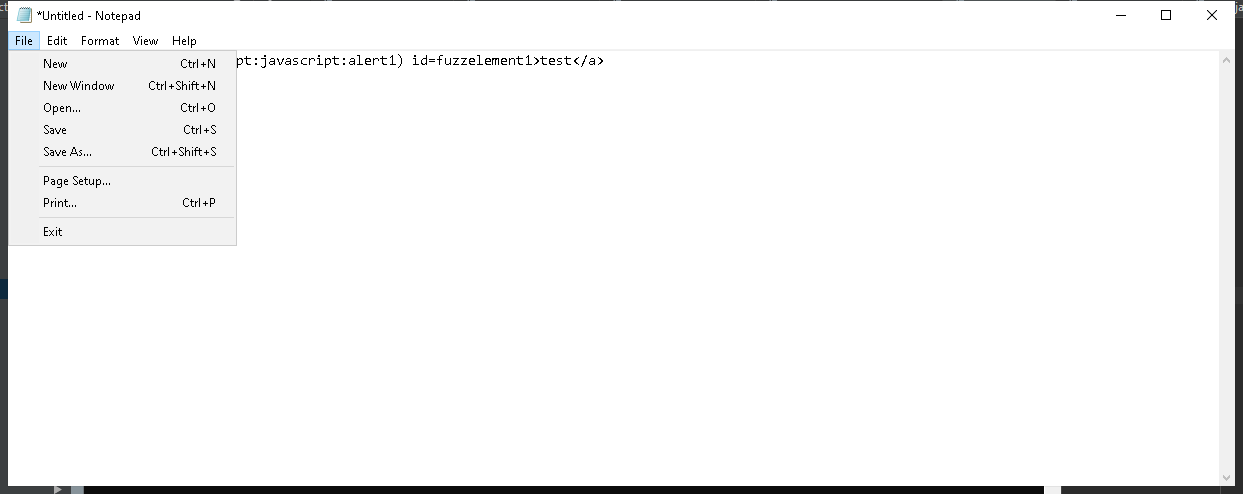 *Untitled - Notepad
File Edit Format View Help
pt:javascript:alert1) id=fuzzelement1>test</a>
New Ctrl+N
New Window Ctrl+Shift+N
Open... Ctrl+O
Save Ctrl+S
Save As... Ctrl+Shift+S
Page Setup...
Print... Ctrl+P
Exit